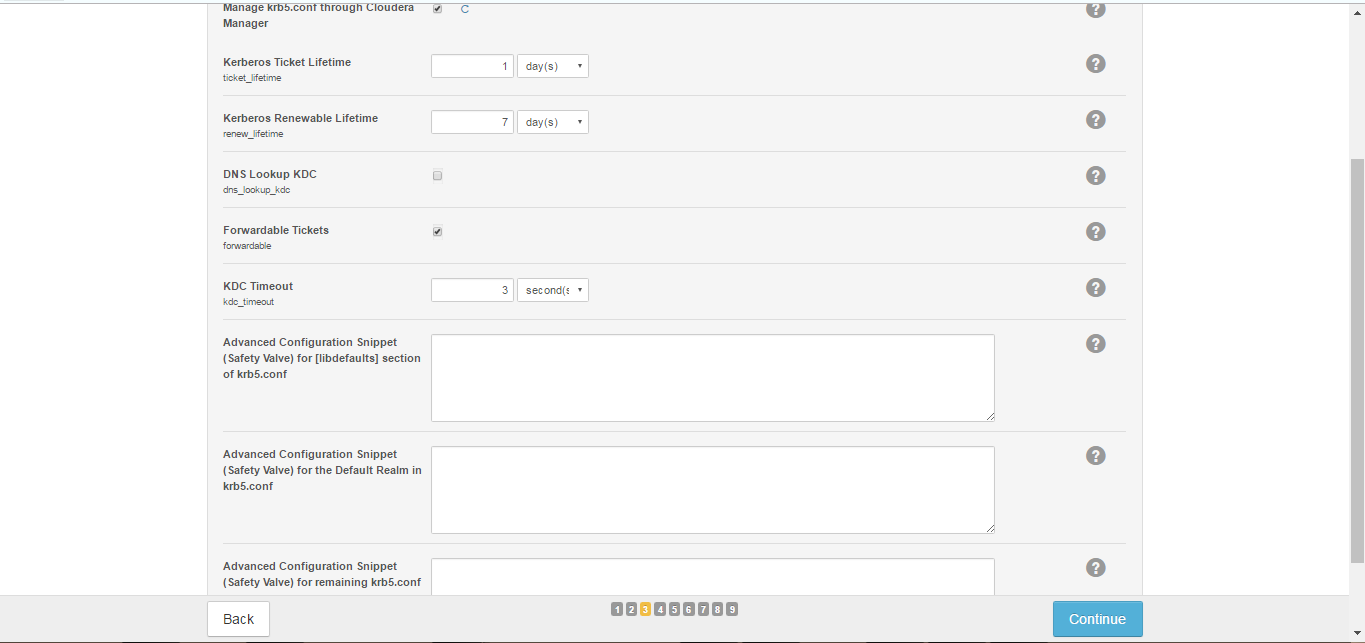 Manage krb5.conf through Cloudera
Manager
Kerberos Ticket Lifetime
ticket_lifetime
1
day(s)
Kerberos Renewable Lifetime
renew_lifetime
7
day(s)
DNS Lookup KDC
dns_lookup_kdc
Forwardable Tickets
forwardable
KDC Timeout
kdc_timeout
3
second(s
Advanced Configuration Snippet
(Safety Valve) for [libdefaults] section
of krb5.conf
Advanced Configuration Snippet
(Safety Valve) for the Default Realm in
krb5.conf
Advanced Configuration Snippet
(Safety Valve) for remaining krb5.conf
Back
1 2 3 4 5 6 7 8 9
Continue